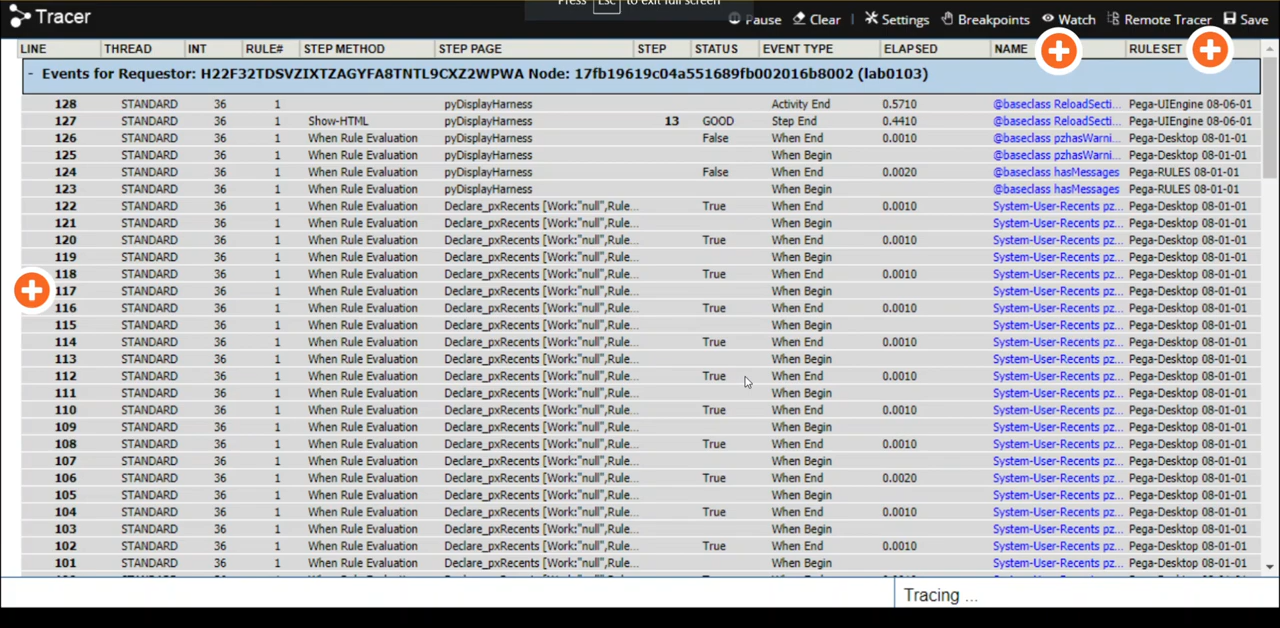 Press Esc to exit full screen
Tracer
Pause Clear | Settings Breakpoints Watch Remote Tracer Save
LINE THREAD INT RULE# STEP METHOD STEP PAGE STEP STATUS EVENT TYPE ELAPSED NAME RULESET
- Events for Requestor: H22F32TDSVZIXTZAGYFA8TNTL9CXZ2WPWA Node: 17fb19619c04a551689fb002016b8002 (lab0103)
128 STANDARD 36 1 pyDisplayHarness Activity End 0.5710 @baseclass ReloadSecti... Pega-UIEngine 08-06-01
127 STANDARD 36 1 Show-HTML pyDisplayHarness 13 GOOD Step End 0.4410 @baseclass ReloadSecti... Pega-UIEngine 08-06-01
126 STANDARD 36 1 When Rule Evaluation pyDisplayHarness False When End 0.0010 @baseclass pzhasWarni... Pega-Desktop 08-01-01
125 STANDARD 36 1 When Rule Evaluation pyDisplayHarness When Begin @baseclass pzhasWarni... Pega-Desktop 08-01-01
124 STANDARD 36 1 When Rule Evaluation pyDisplayHarness False When End 0.0020 @baseclass hasMessages Pega-RULES 08-01-01
123 STANDARD 36 1 When Rule Evaluation pyDisplayHarness When Begin @baseclass hasMessages Pega-RULES 08-01-01
122 STANDARD 36 1 When Rule Evaluation Declare_pxRecents [Work:"null",Rule... True When End 0.0010 System-User-Recents pz... Pega-Desktop 08-01-01
121 STANDARD 36 1 When Rule Evaluation Declare_pxRecents [Work:"null",Rule... When Begin System-User-Recents pz... Pega-Desktop 08-01-01
120 STANDARD 36 1 When Rule Evaluation Declare_pxRecents [Work:"null",Rule... True When End 0.0010 System-User-Recents pz... Pega-Desktop 08-01-01
119 STANDARD 36 1 When Rule Evaluation Declare_pxRecents [Work:"null",Rule... When Begin System-User-Recents pz... Pega-Desktop 08-01-01
118 STANDARD 36 1 When Rule Evaluation Declare_pxRecents [Work:"null",Rule... True When End 0.0010 System-User-Recents pz... Pega-Desktop 08-01-01
117 STANDARD 36 1 When Rule Evaluation Declare_pxRecents [Work:"null",Rule... When Begin System-User-Recents pz... Pega-Desktop 08-01-01
116 STANDARD 36 1 When Rule Evaluation Declare_pxRecents [Work:"null",Rule... True When End 0.0010 System-User-Recents pz... Pega-Desktop 08-01-01
115 STANDARD 36 1 When Rule Evaluation Declare_pxRecents [Work:"null",Rule... When Begin System-User-Recents pz... Pega-Desktop 08-01-01
114 STANDARD 36 1 When Rule Evaluation Declare_pxRecents [Work:"null",Rule... True When End 0.0010 System-User-Recents pz... Pega-Desktop 08-01-01
113 STANDARD 36 1 When Rule Evaluation Declare_pxRecents [Work:"null",Rule... When Begin System-User-Recents pz... Pega-Desktop 08-01-01
112 STANDARD 36 1 When Rule Evaluation Declare_pxRecents [Work:"null",Rule... True When End 0.0010 System-User-Recents pz... Pega-Desktop 08-01-01
111 STANDARD 36 1 When Rule Evaluation Declare_pxRecents [Work:"null",Rule... When Begin System-User-Recents pz... Pega-Desktop 08-01-01
110 STANDARD 36 1 When Rule Evaluation Declare_pxRecents [Work:"null",Rule... True When End 0.0010 System-User-Recents pz... Pega-Desktop 08-01-01
109 STANDARD 36 1 When Rule Evaluation Declare_pxRecents [Work:"null",Rule... When Begin System-User-Recents pz... Pega-Desktop 08-01-01
108 STANDARD 36 1 When Rule Evaluation Declare_pxRecents [Work:"null",Rule... True When End 0.0010 System-User-Recents pz... Pega-Desktop 08-01-01
107 STANDARD 36 1 When Rule Evaluation Declare_pxRecents [Work:"null",Rule... When Begin System-User-Recents pz... Pega-Desktop 08-01-01
106 STANDARD 36 1 When Rule Evaluation Declare_pxRecents [Work:"null",Rule... True When End 0.0020 System-User-Recents pz... Pega-Desktop 08-01-01
105 STANDARD 36 1 When Rule Evaluation Declare_pxRecents [Work:"null",Rule... When Begin System-User-Recents pz... Pega-Desktop 08-01-01
104 STANDARD 36 1 When Rule Evaluation Declare_pxRecents [Work:"null",Rule... True When End 0.0010 System-User-Recents pz... Pega-Desktop 08-01-01
103 STANDARD 36 1 When Rule Evaluation Declare_pxRecents [Work:"null",Rule... When Begin System-User-Recents pz... Pega-Desktop 08-01-01
102 STANDARD 36 1 When Rule Evaluation Declare_pxRecents [Work:"null",Rule... True When End 0.0010 System-User-Recents pz... Pega-Desktop 08-01-01
101 STANDARD 36 1 When Rule Evaluation Declare_pxRecents [Work:"null",Rule... When Begin System-User-Recents pz... Pega-Desktop 08-01-01
Tracing ...